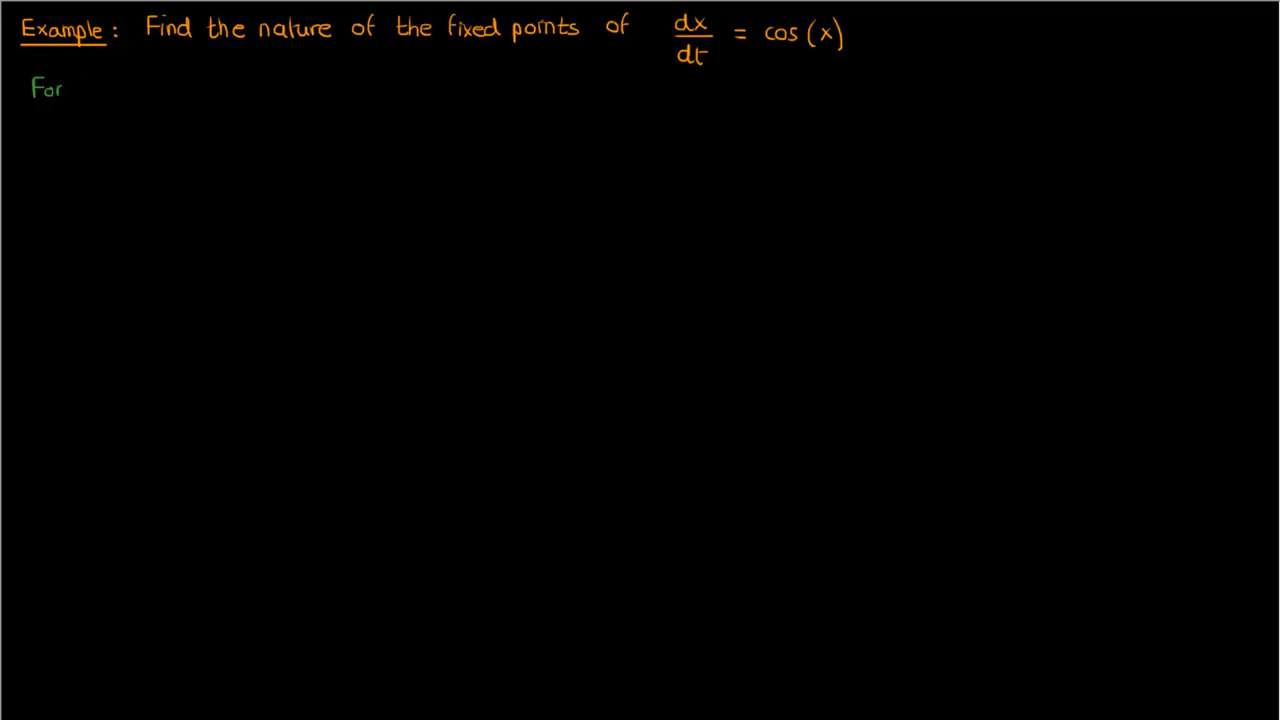 Example: Find the nature of the fixed points of dx/dt = cos(x)
For